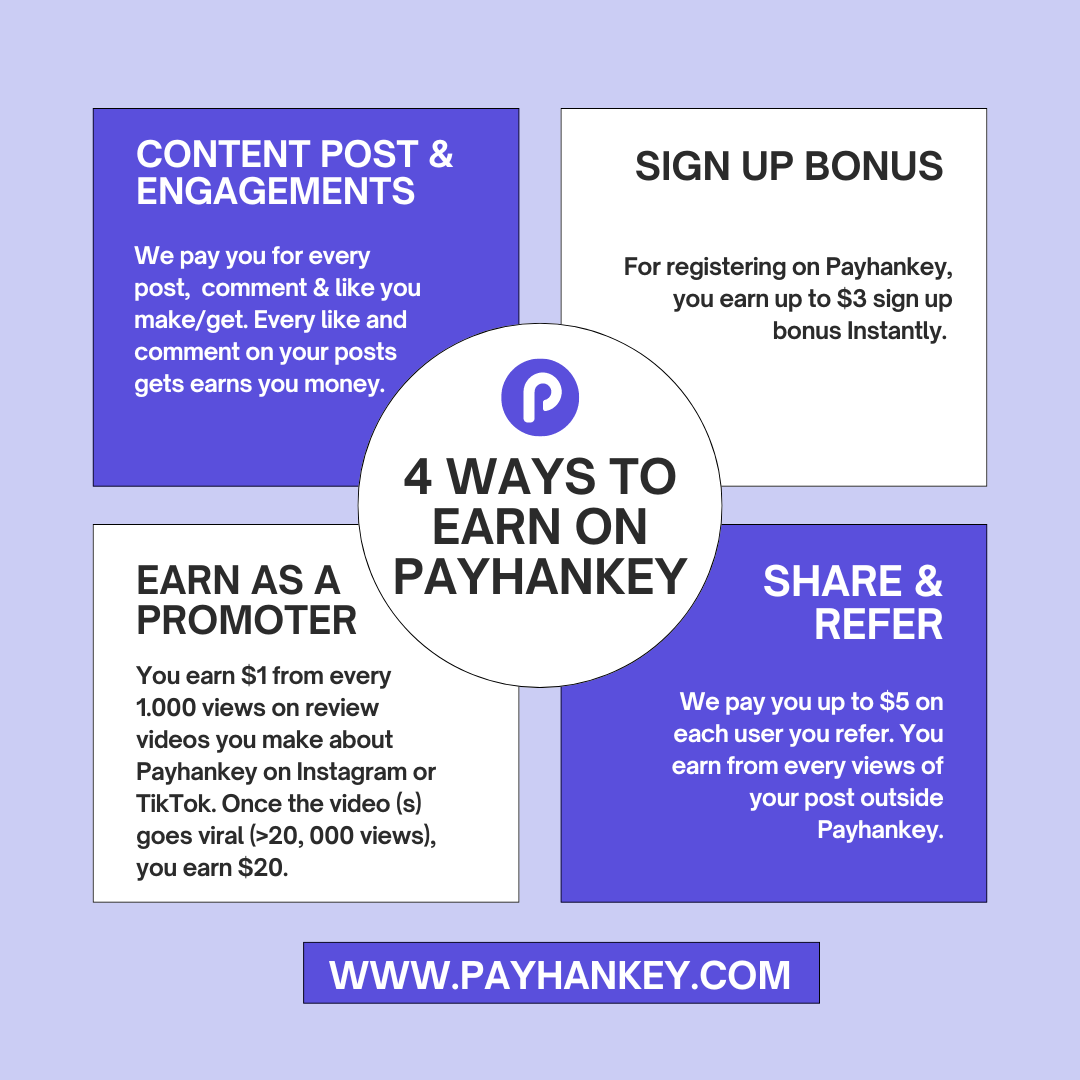 CONTENT POST &
ENGAGEMENTS
We pay you for every
post,  comment & like you
make/get. Every like and
comment on your posts
gets earns you money.
SIGN UP BONUS
For registering on Payhankey,
you earn up to $3 sign up
bonus Instantly.
4 WAYS TO
EARN ON
PAYHANKEY
EARN AS A
PROMOTER
You earn $1 from every
1.000 views on review
videos you make about
Payhankey on Instagram or
TikTok. Once the video (s)
goes viral (>20, 000 views),
you earn $20.
SHARE &
REFER
We pay you up to $5 on
each user you refer. You
earn from every views of
your post outside
Payhankey.
WWW.PAYHANKEY.COM